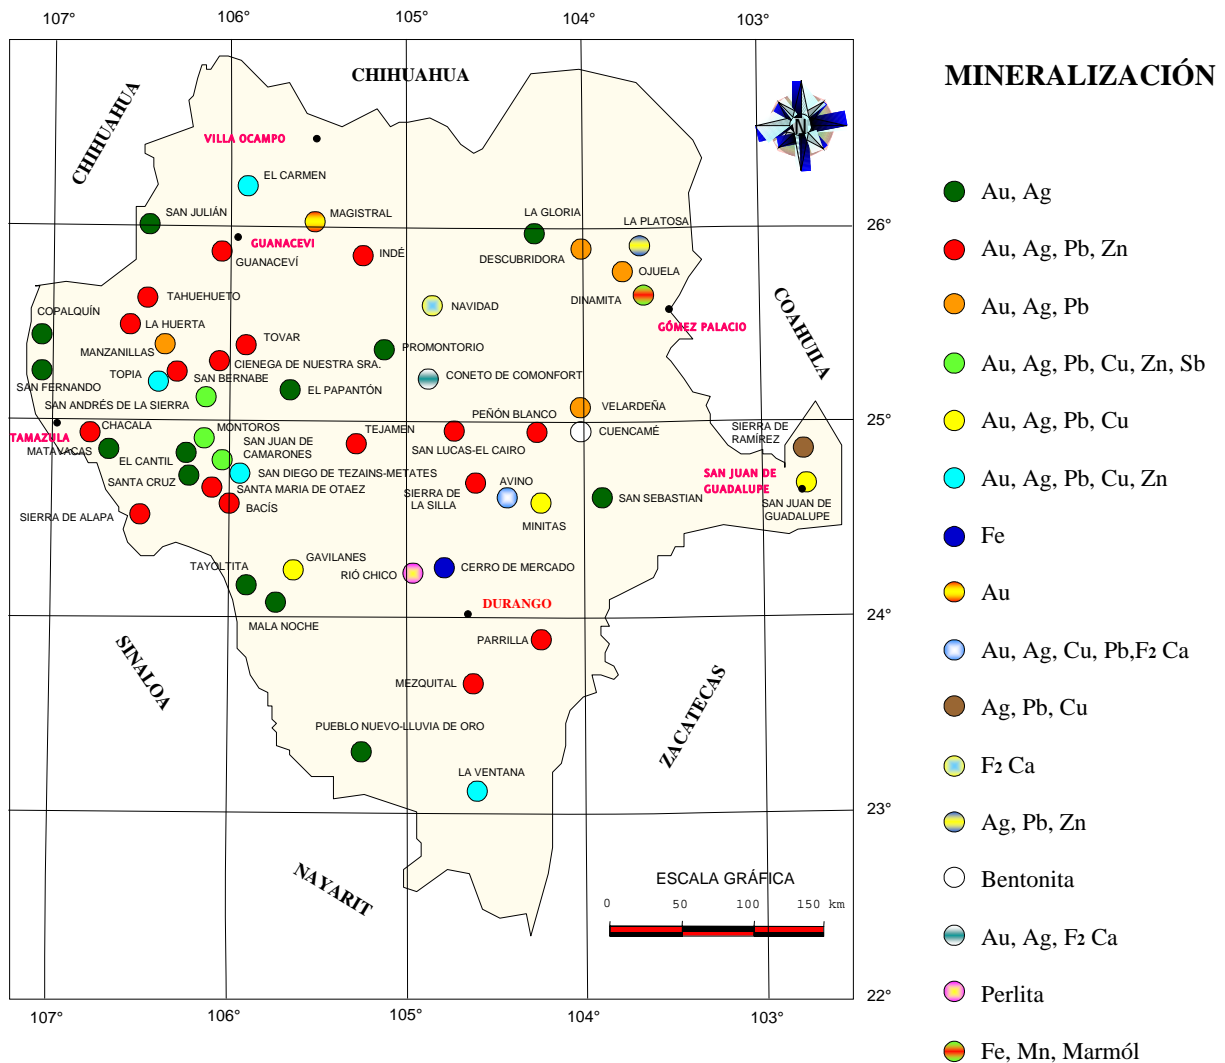 107°
106°
105°
104°
103°
CHIHUAHUA
MINERALIZACIÓN
CHIHUAHUA
VILLA OCAMPO
N
EL CARMEN
Au, Ag
SAN JULIÁN
MAGISTRAL
LA GLORIA
LA PLATOSA
26°
GUANACEVI
GUANACEVÍ
INDÉ
DESCUBRIDORA
OJUELA
Au, Ag, Pb, Zn
TAHUEHUETO
NAVIDAD
DINAMITA
COAHUILA
Au, Ag, Pb
COPALQUÍN
LA HUERTA
GÓMEZ PALACIO
MANZANILLAS
TOVAR
PROMONTORIO
CIENEGA DE NUESTRA SRA.
Au, Ag, Pb, Cu, Zn, Sb
TOPIA
SAN BERNABE
CONETO DE COMONFORT
SAN FERNANDO
EL PAPANTÓN
SAN ANDRÉS DE LA SIERRA
VELARDEÑA
25°
PEÑÓN BLANCO
Au, Ag, Pb, Cu
CHACALA
MONTOROS
TEJAMEN
CUENCAMÉ
SIERRA DE
RAMÍREZ
TAMAZULA
MATAVACAS
SAN JUAN DE
CAMARONES
SAN LUCAS-EL CAIRO
EL CANTIL
SAN DIEGO DE TEZAINS-METATES
SAN JUAN DE
GUADALUPE
Au, Ag, Pb, Cu, Zn
SANTA CRUZ
SANTA MARIA DE OTAEZ
AVINO
SIERRA DE
LA SILLA
SAN SEBASTIAN
SAN JUAN DE
GUADALUPE
BACÍS
SIERRA DE ALAPA
MINITAS
Fe
GAVILANES
TAYOLTITA
RIÓ CHICO
CERRO DE MERCADO
Au
DURANGO
24°
MALA NOCHE
PARRILLA
Au, Ag, Cu, Pb,F2 Ca
SINALOA
MEZQUITAL
ZACATECAS
Ag, Pb, Cu
PUEBLO NUEVO-LLUVIA DE ORO
F2 Ca
LA VENTANA
23°
Ag, Pb, Zn
NAYARIT
ESCALA GRÁFICA
Bentonita
0
50
100
150 km
Au, Ag, F2 Ca
22°
Perlita
107°
106°
105°
104°
103°
Fe, Mn, Marmól